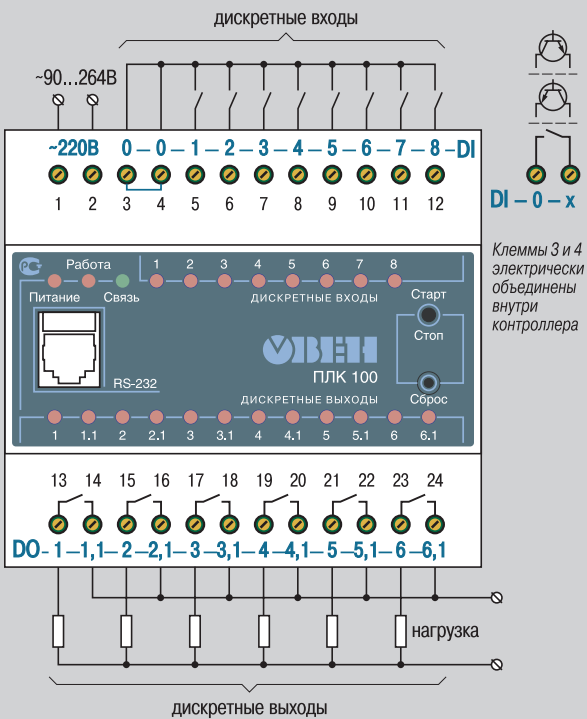 дискретные входы
~90...264В
~220В 0 – 0 – 1 – 2 – 3 – 4 – 5 – 6 – 7 – 8 – DI
1 2 3 4 5 6 7 8 9 10 11 12
DI – 0 – х
Клеммы 3 и 4
электрически
объединены
внутри
контроллера
РС
Работа
1 2 3 4 5 6 7 8
Питание Связь
ДИСКРЕТНЫЕ ВХОДЫ
Старт
Стоп
ОВЕН
ПЛК 100
RS-232
ДИСКРЕТНЫЕ ВЫХОДЫ
Сброс
1 1.1 2 2.1 3 3.1 4 4.1 5 5.1 6 6.1
13 14 15 16 17 18 19 20 21 22 23 24
DO - 1 – 1,1 – 2 – 2,1 – 3 – 3,1 – 4 – 4,1 – 5 – 5,1 – 6 – 6,1
нагрузка
дискретные выходы